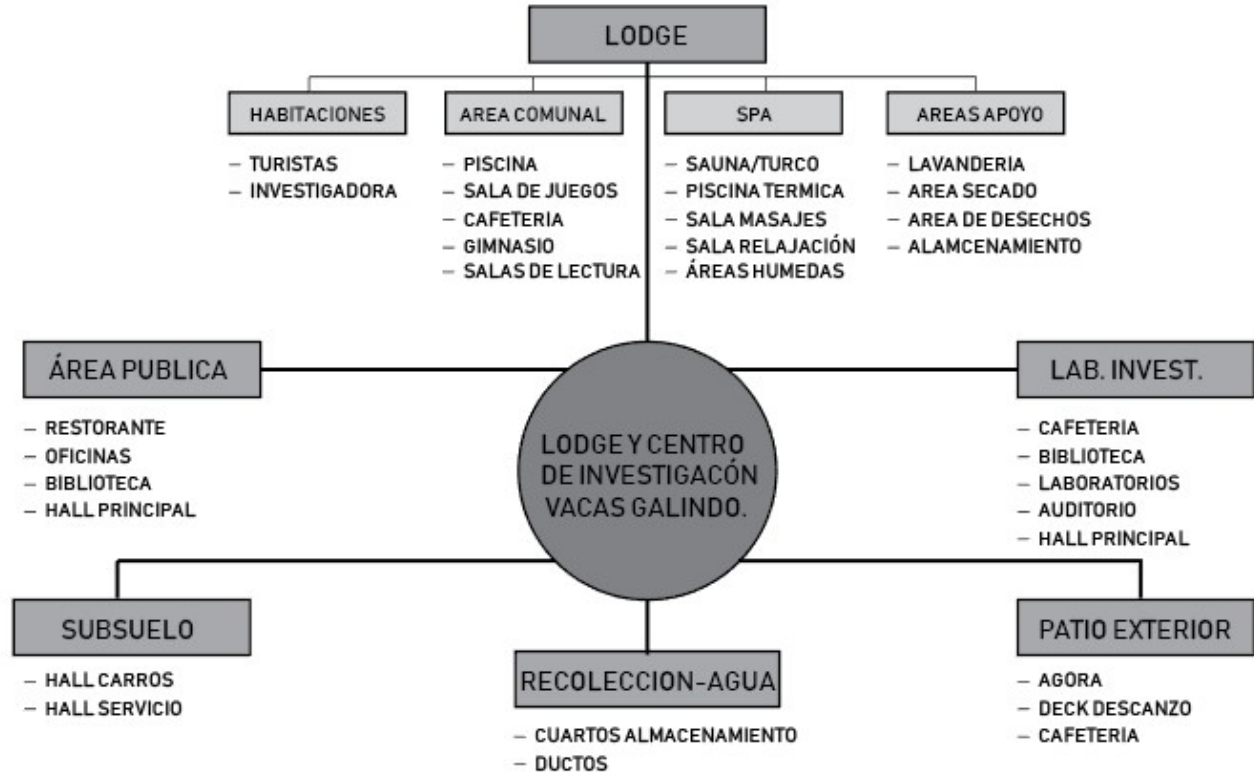 LODGE
HABITACIONES
– TURISTAS
– INVESTIGADORA
AREA COMUNAL
– PISCINA
– SALA DE JUEGOS
– CAFETERIA
– GIMNASIO
– SALAS DE LECTURA
SPA
– SAUNA/TURCO
– PISCINA TERMICA
– SALA MASAJES
– SALA RELAJACIÓN
– ÁREAS HUMEDAS
AREAS APOYO
– LAVANDERIA
– AREA SECADO
– AREA DE DESECHOS
– ALAMCENAMIENTO
ÁREA PUBLICA
– RESTORANTE
– OFICINAS
– BIBLIOTECA
– HALL PRINCIPAL
LODGE Y CENTRO
DE INVESTIGACÓN
VACAS GALINDO.
LAB. INVEST.
– CAFETERIA
– BIBLIOTECA
– LABORATORIOS
– AUDITORIO
– HALL PRINCIPAL
SUBSUELO
– HALL CARROS
– HALL SERVICIO
RECOLECCION-AGUA
– CUARTOS ALMACENAMIENTO
– DUCTOS
PATIO EXTERIOR
– AGORA
– DECK DESCANZO
– CAFETERIA